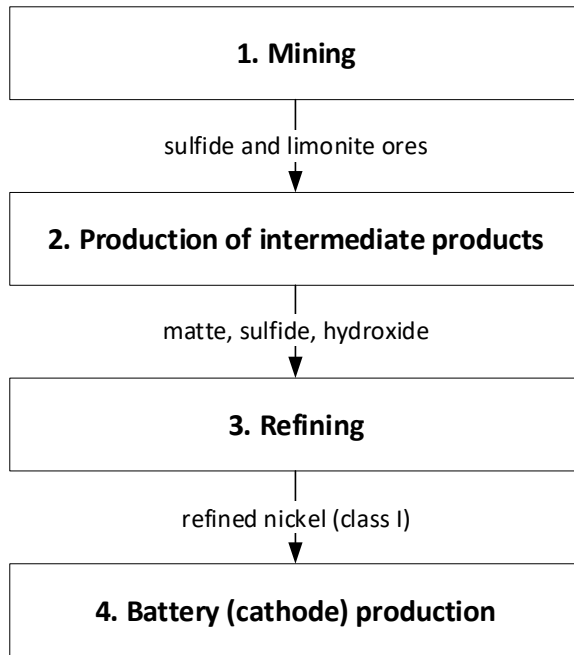 1. Mining
sulfide and limonite ores
2. Production of intermediate products
matte, sulfide, hydroxide
3. Refining
refined nickel (class I)
4. Battery (cathode) production